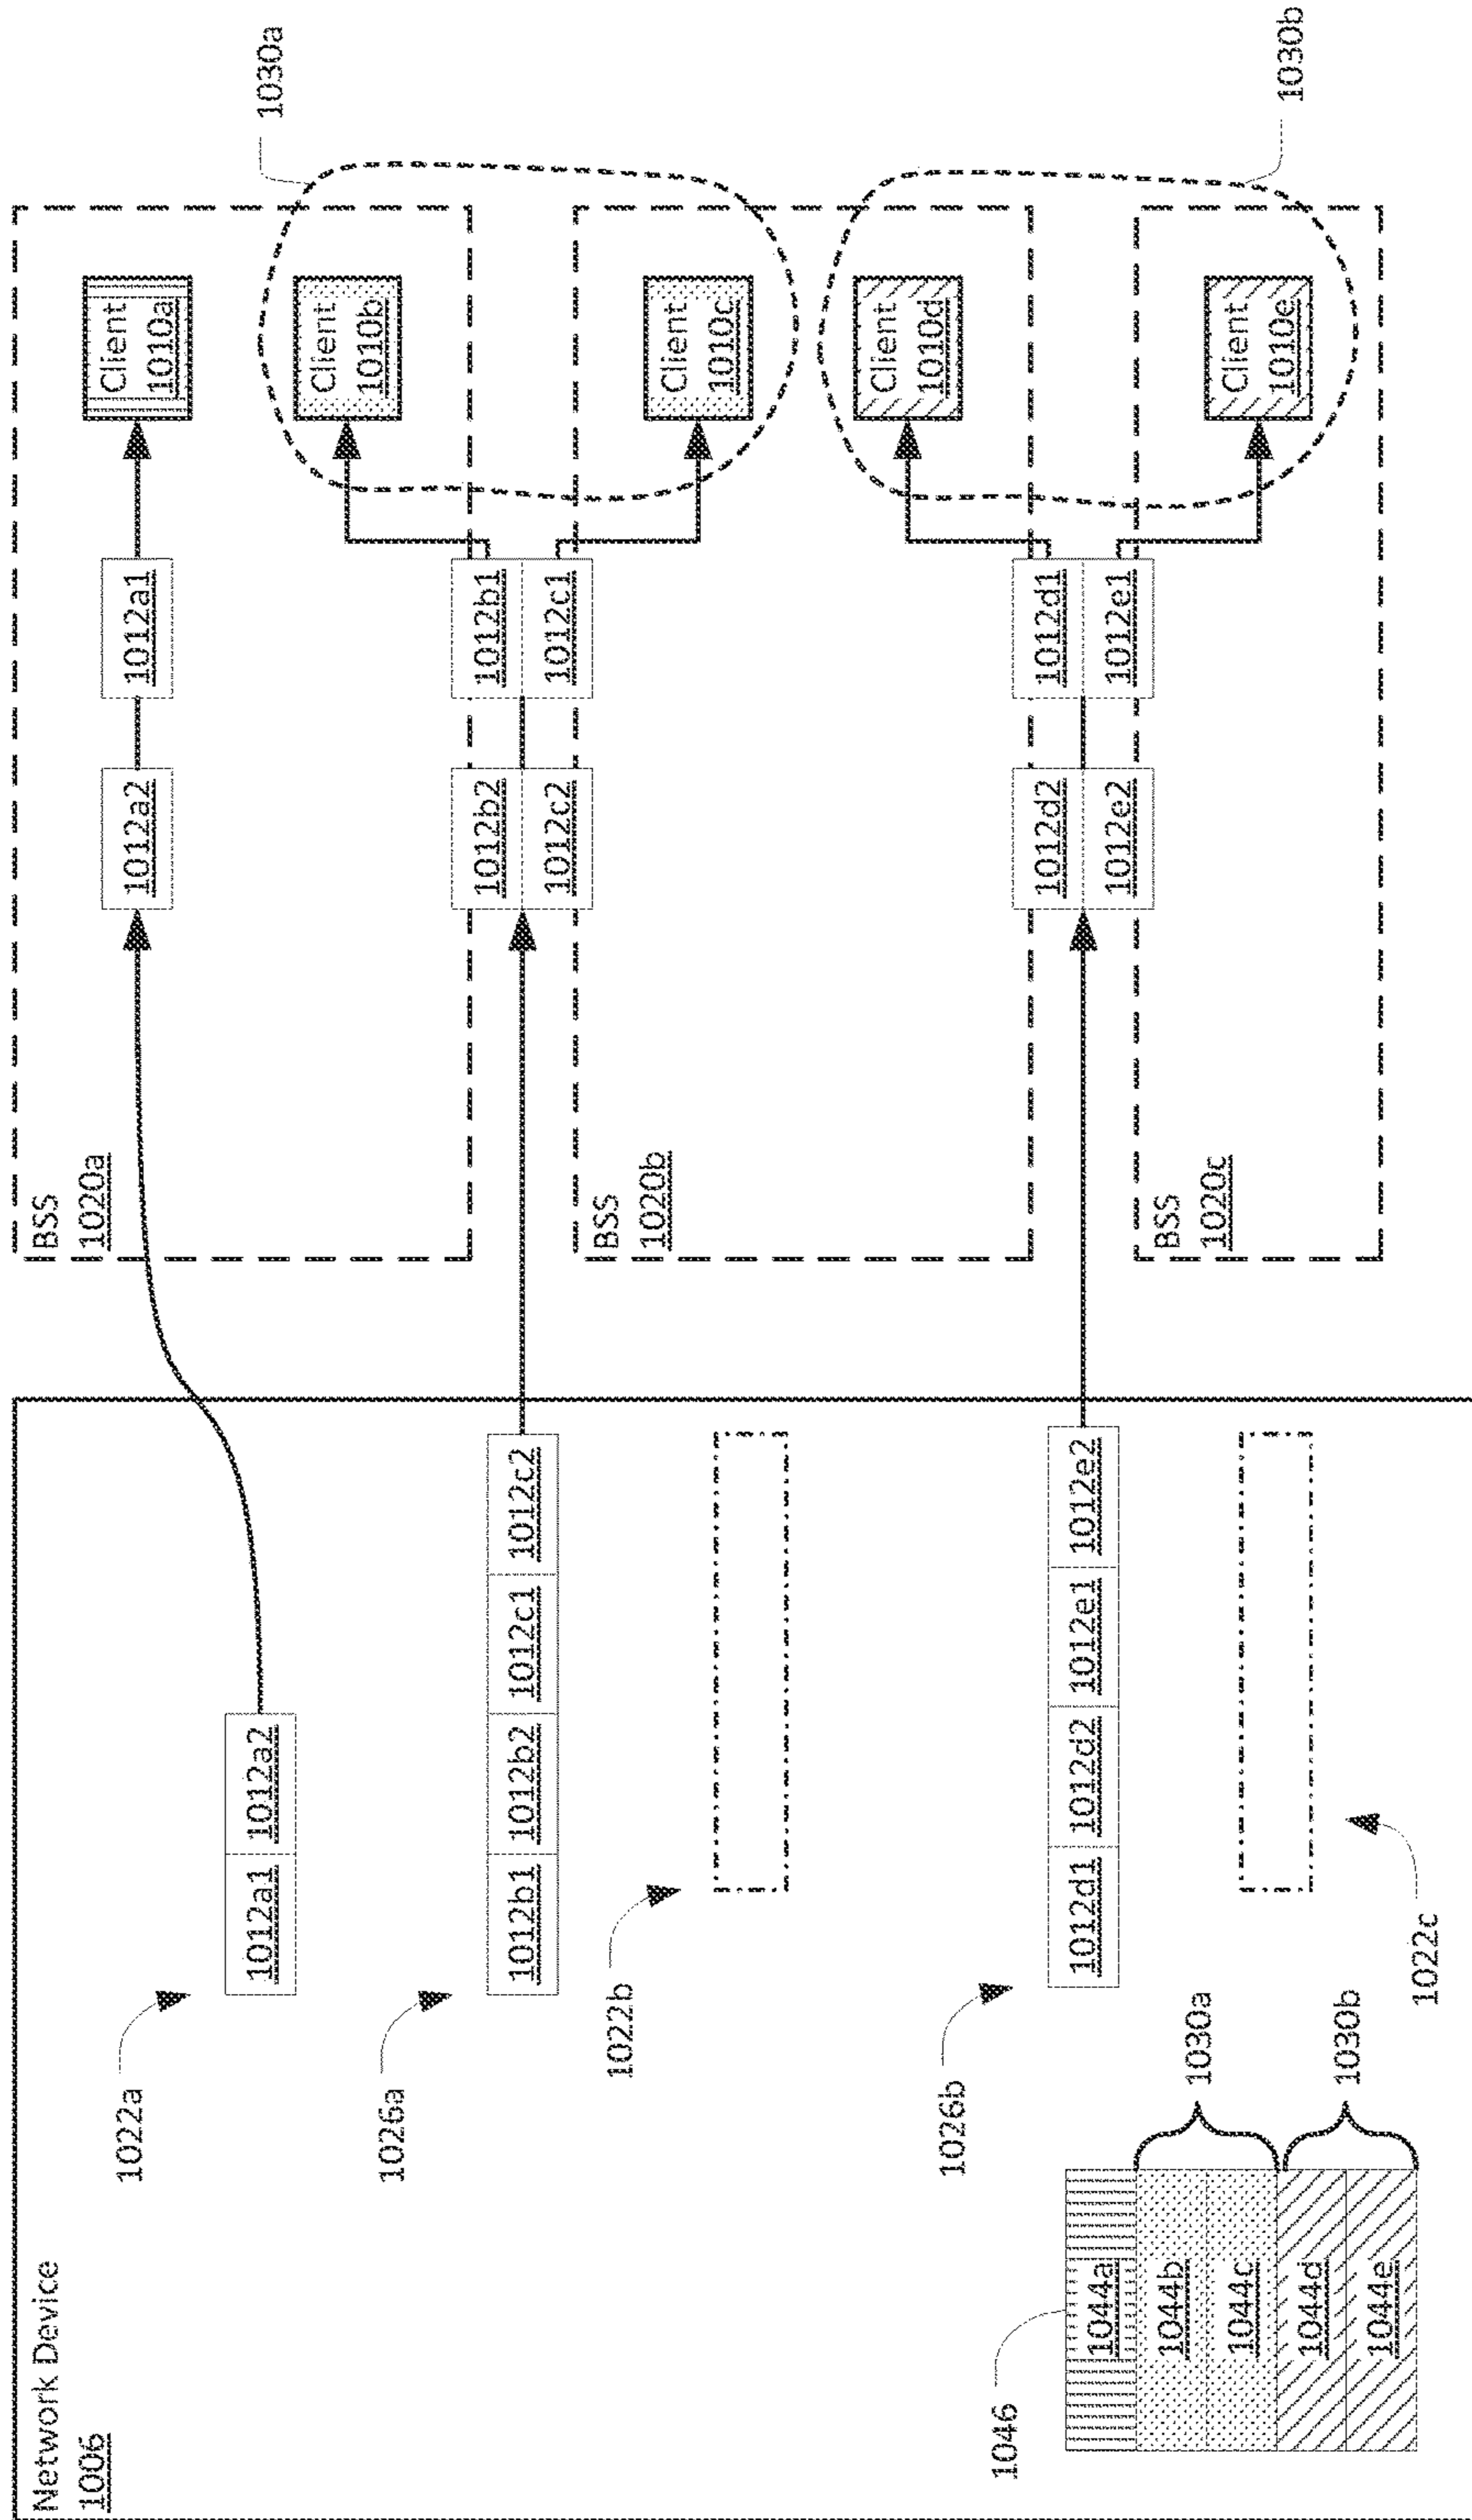 Network Device
1006
1022a
1012a1 1012a2
1026a
1012b1 1012b2 1012c1 1012c2
1022b
1026b
1012d1 1012d2 1012e1 1012e2
1022c
1046
1044a
1044b
1044c
1044d
1044e
1030a
1030b
BSS
1020a
1012a2
1012a1
Client
1010a
1012b2
1012c2
1012b1
1012c1
Client
1010b
1030a
BSS
1020b
Client
1010c
1012d2
1012e2
1012d1
1012e1
Client
1010d
BSS
1020c
Client
1010e
1030b